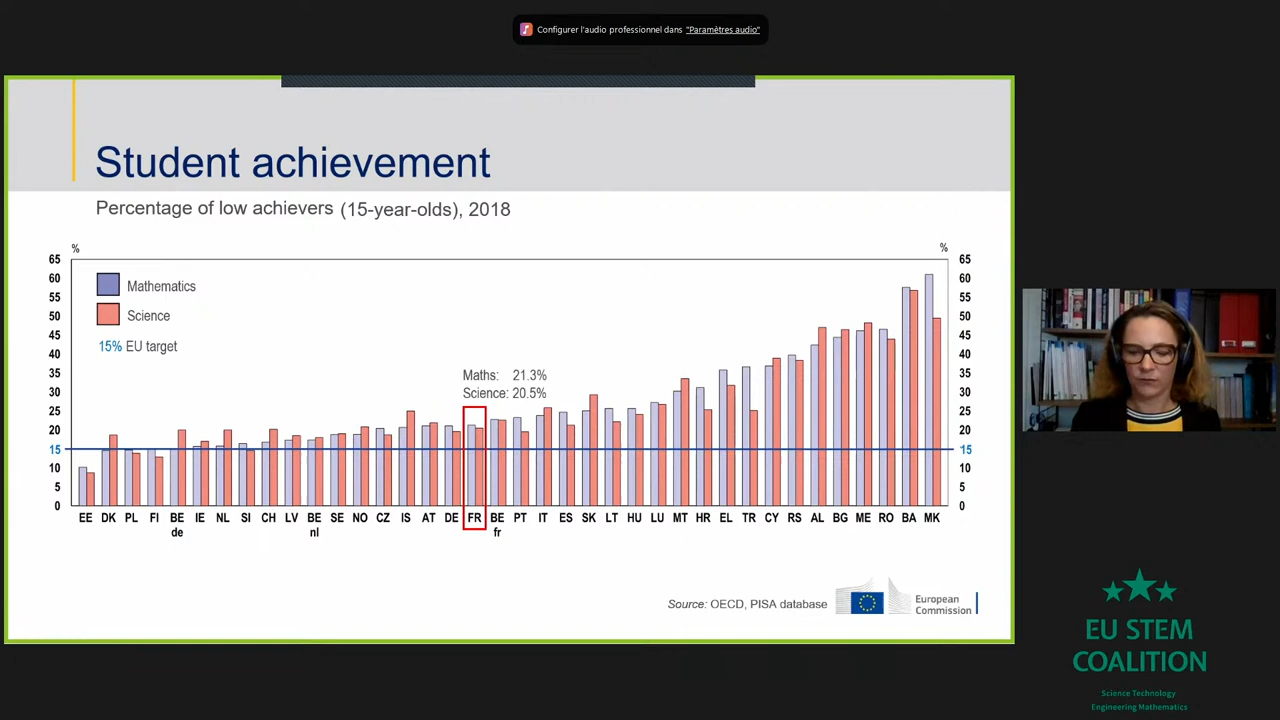 Configurer l'audio professionnel dans "Paramètres audio"
Student achievement
Percentage of low achievers (15-year-olds), 2018
% %
65 65
60 Mathematics 60
55 55
50 Science 50
45 45
15% EU target
40 40
35 Maths: 21.3% 35
30 Science: 20.5% 30
25 25
20 20
15 15
10 10
5 5
0 0
EE DK PL FI BE IE NL SI CH LV BE SE NO CZ IS AT DE FR BE PT IT ES SK LT HU LU MT HR EL TR CY RS AL BG ME RO BA MK
de nl fr
Source: OECD, PISA database
European
Commission
EU STEM
COALITION
Science Technology
Engineering Mathematics